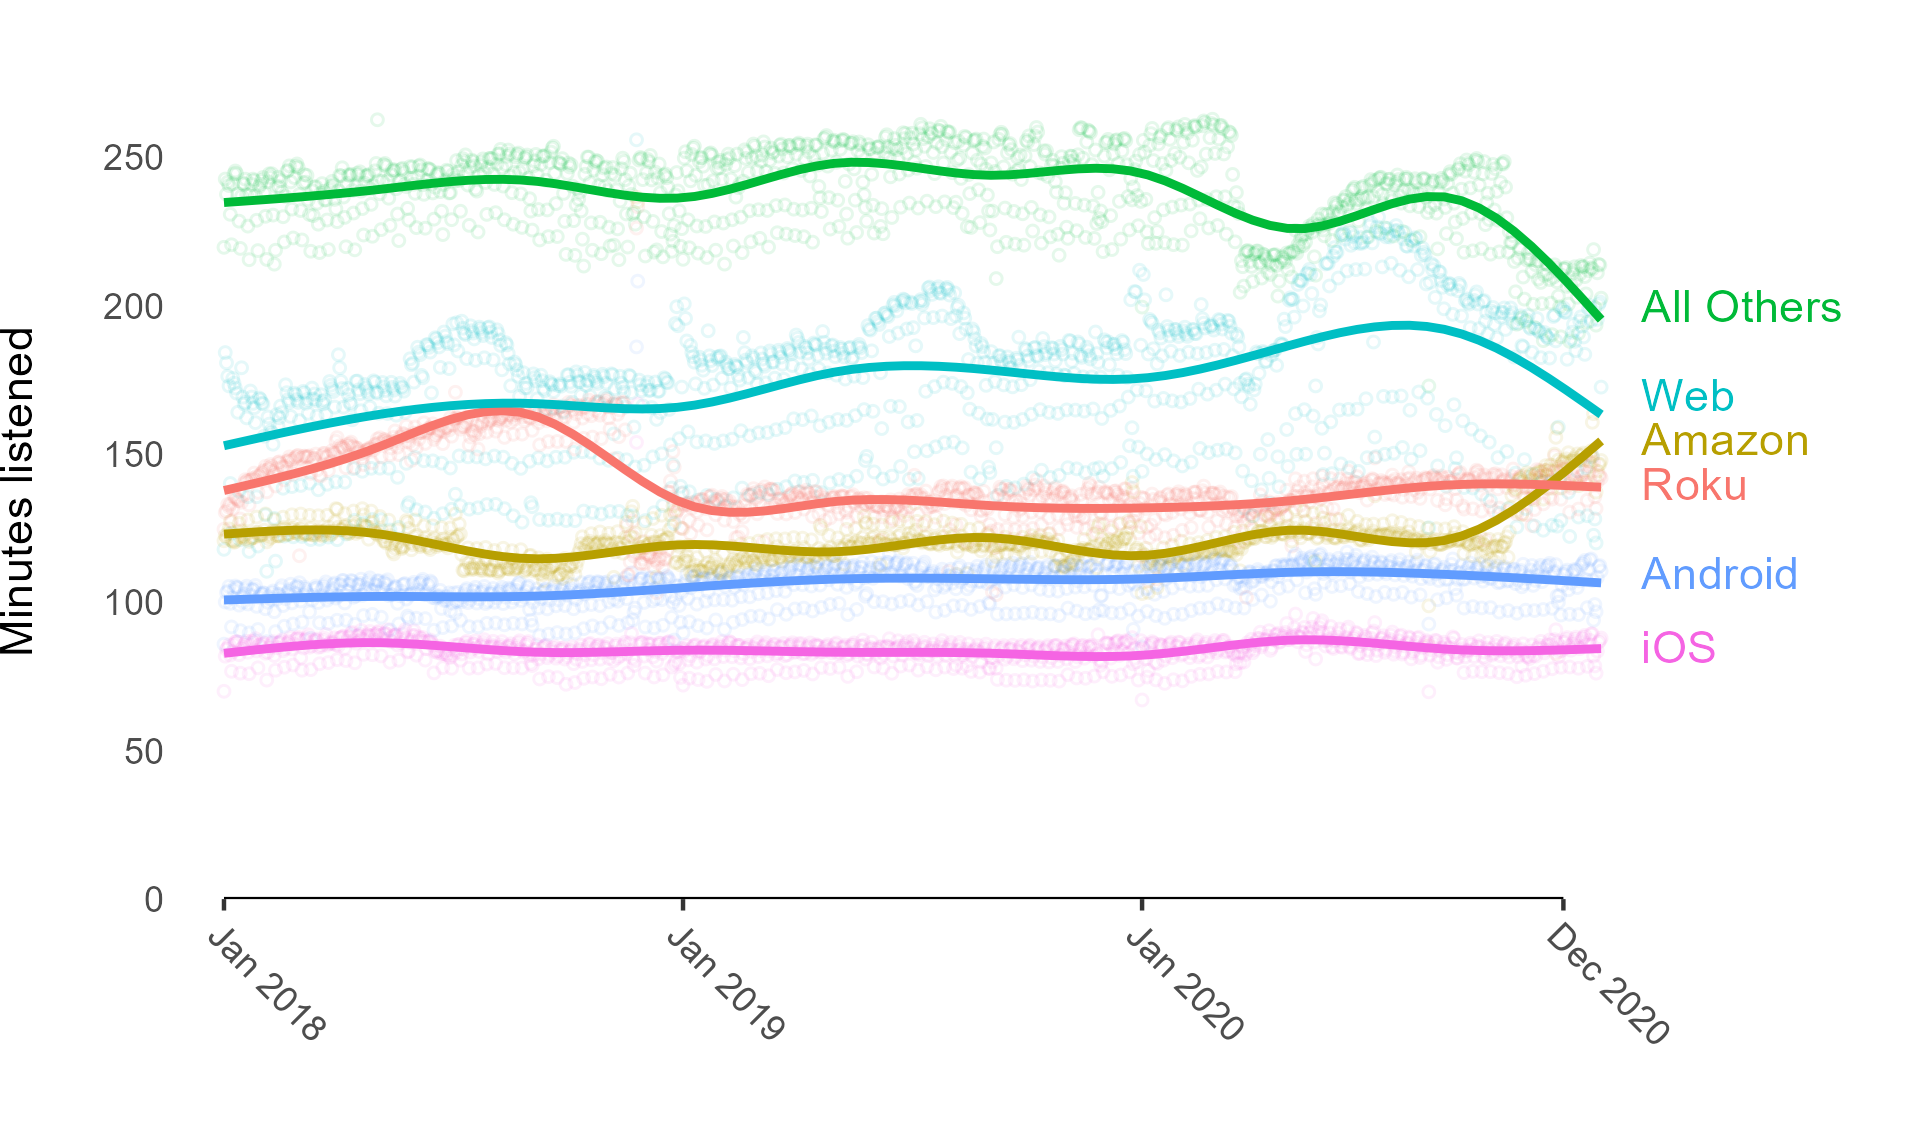 Minutes listened
250
200
150
100
50
0
Jan 2018
Jan 2019
Jan 2020
Dec 2020
All Others
Web
Amazon
Roku
Android
iOS